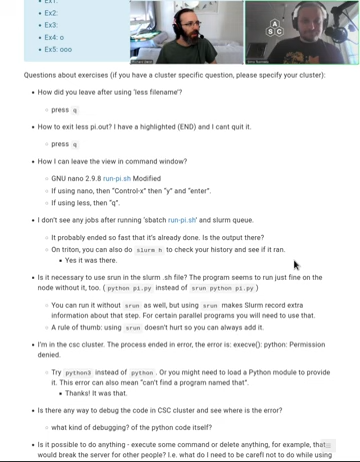 Ex1:
Ex2:
Ex3:
Ex4: o
Ex5: ooo
A
S C
Questions about exercises (if you have a cluster specific question, please specify your cluster):
How did you leave after using 'less filename'?
press q
How to exit less pi.out? I have a highlighted (END) and I cant quit it.
press q
How I can leave the view in command window?
GNU nano 2.9.8 run-pi.sh Modified
If using nano, then "Control-x" then "y" and "enter".
If using less, then "q".
I don't see any jobs after running 'sbatch run-pi.sh' and slurm queue.
It probably ended so fast that it's already done. Is the output there?
On triton, you can also do slurm h to check your history and see if it ran.
Yes it was there.
Is it necessary to use srun in the slurm .sh file? The program seems to run just fine on the
node without it, too. ( python pi.py instead of srun python pi.py )
You can run it without srun as well, but using srun makes Slurm record extra
information about that step. For certain parallel programs you will need to use that.
A rule of thumb: using srun doesn't hurt so you can always add it.
I'm in the csc cluster. The process ended in error, the error is: execve(): python: Permission
denied.
Try python3 instead of python . Or you might need to load a Python module to provide
it. This error can also mean "can't find a program named that".
Thanks! It was that.
Is there any way to debug the code in CSC cluster and see where is the error?
what kind of debugging? of the python code itself?
Is it possible to do anything - execute some command or delete anything, for example, that
would break the server for other people? I.e. what do I need to be carefl not to do while using